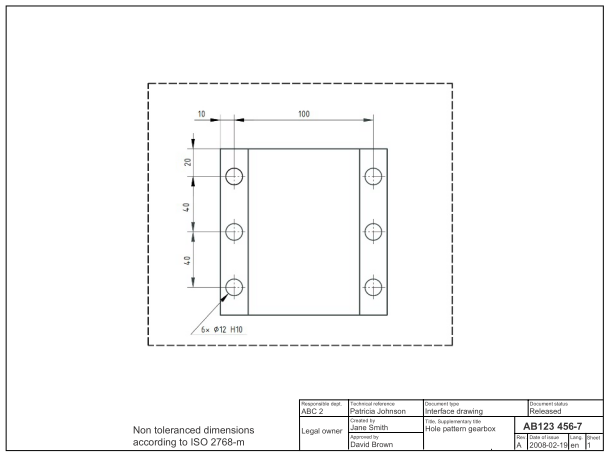 10
100
20
40
40
6× Ø12 H10
Non toleranced dimensions
according to ISO 2768-m
Responsible dept.
ABC 2
Technical reference
Patricia Johnson
Document type
Interface drawing
Document status
Released
Legal owner
Created by
Jane Smith
Approved by
David Brown
Title, Supplementary title
Hole pattern gearbox
AB123 456-7
Rev
A
Date of issue
2008-02-19
Lang.
en
Sheet
1